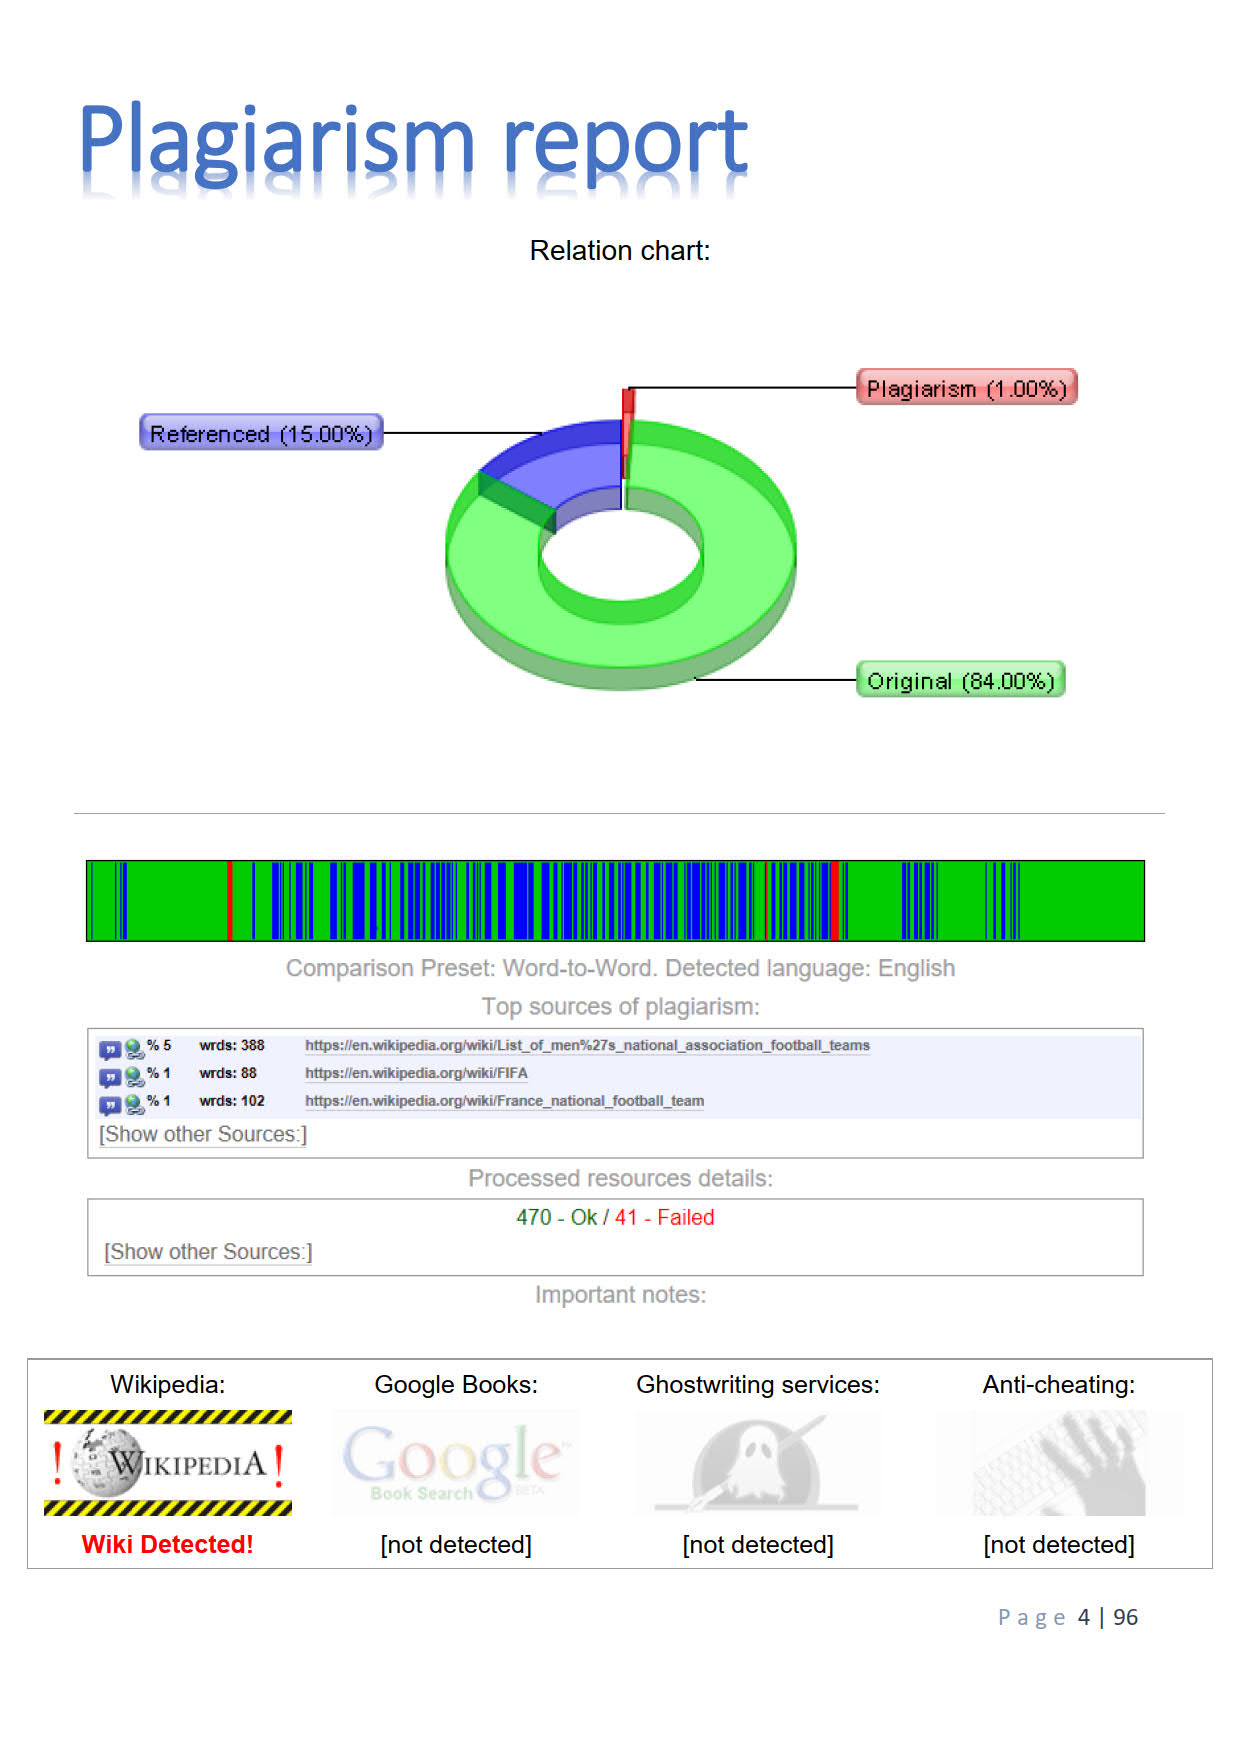 Plagiarism report
Relation chart:
Plagiarism (1.00%)
Referenced (15.00%)
Original (84.00%)
Comparison Preset: Word-to-Word. Detected language: English
Top sources of plagiarism:
% 5 wrds: 388 https://en.wikipedia.org/wiki/List_of_men%27s_national_association_football_teams
% 1 wrds: 88 https://en.wikipedia.org/wiki/FIFA
% 1 wrds: 102 https://en.wikipedia.org/wiki/France_national_football_team
[Show other Sources:]
Processed resources details:
470 - Ok / 41 - Failed
[Show other Sources:]
Important notes:
Wikipedia: Google Books: Ghostwriting services: Anti-cheating:
! WIKIPEDIA !
Google
Book Search BETA
Wiki Detected! [not detected] [not detected] [not detected]
Page 4 | 96